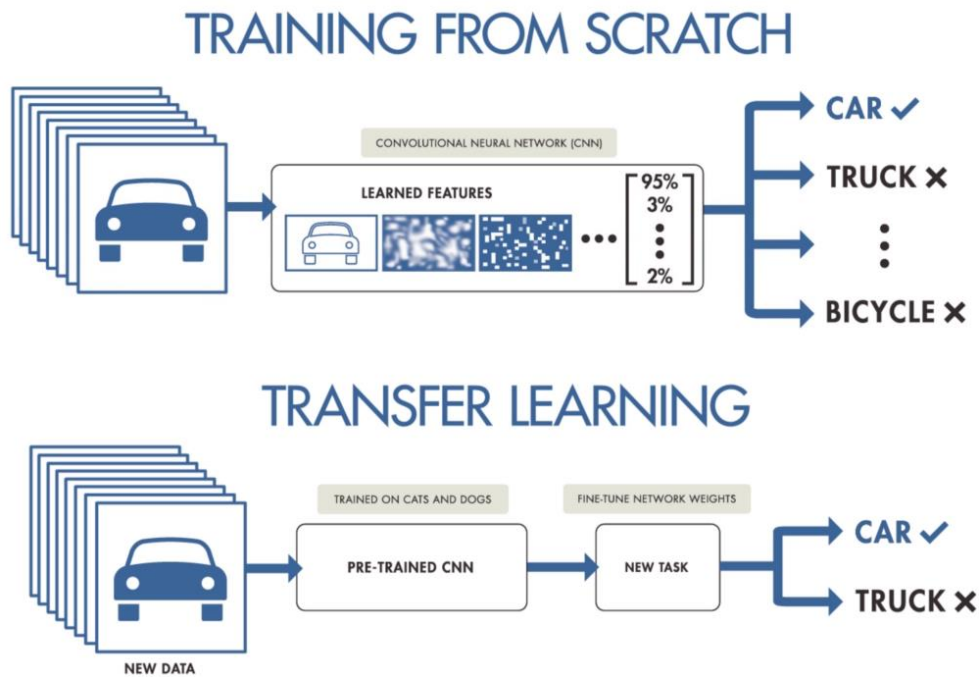 TRAINING FROM SCRATCH
CONVOLUTIONAL NEURAL NETWORK (CNN)
LEARNED FEATURES
95%
3%
2%
CAR
TRUCK
BICYCLE
TRANSFER LEARNING
TRAINED ON CATS AND DOGS
FINE-TUNE NETWORK WEIGHTS
PRE-TRAINED CNN
NEW TASK
CAR
TRUCK
NEW DATA